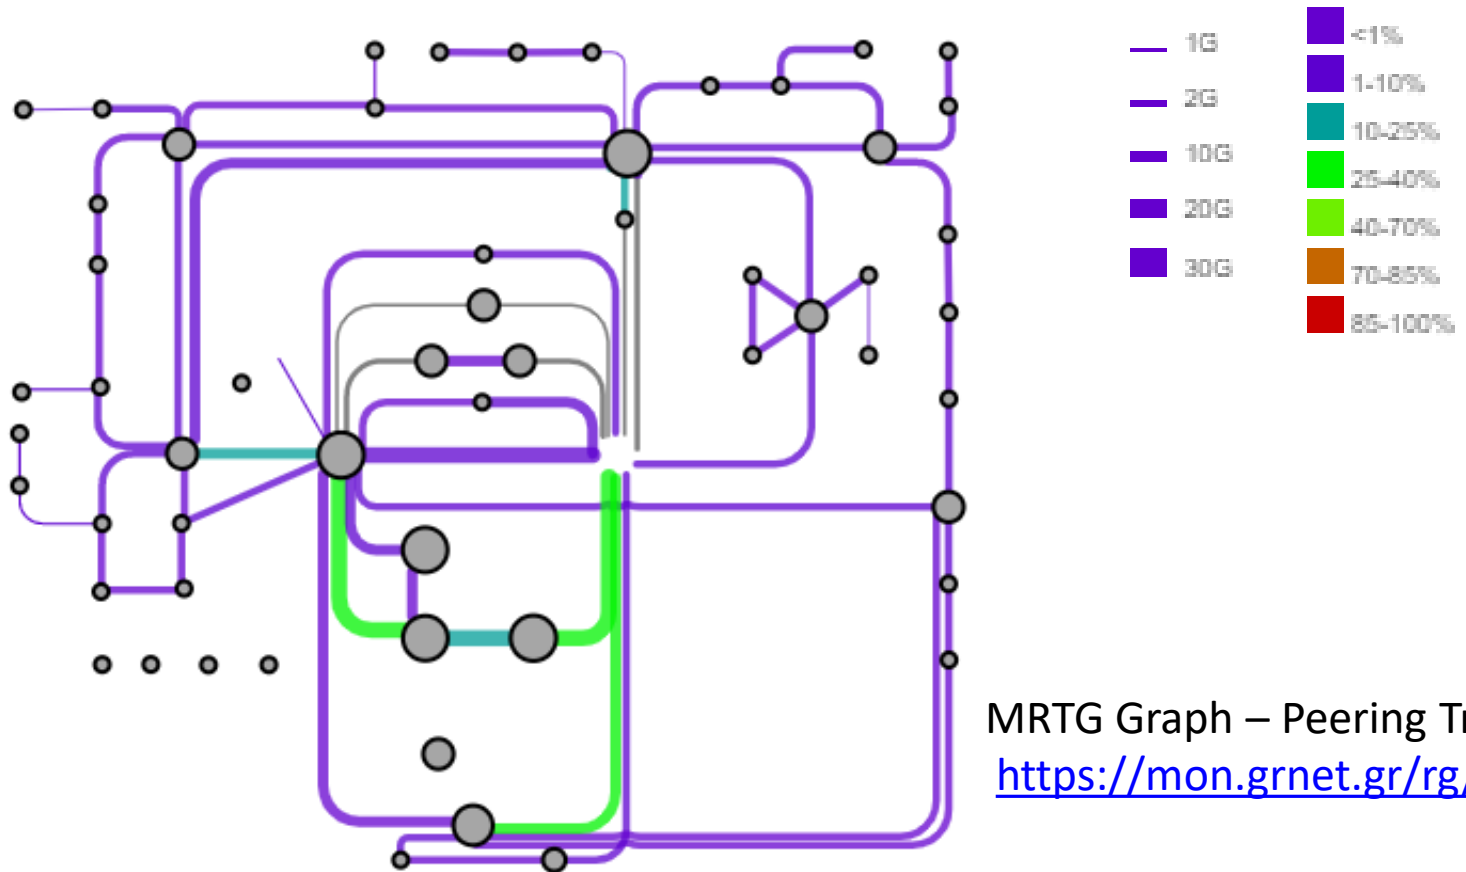 1G
2G
10G
20G
30G
<1%
1-10%
10-25%
25-40%
40-70%
70-85%
85-100%
MRTG Graph – Peering Tr
https://mon.grnet.gr/rg/